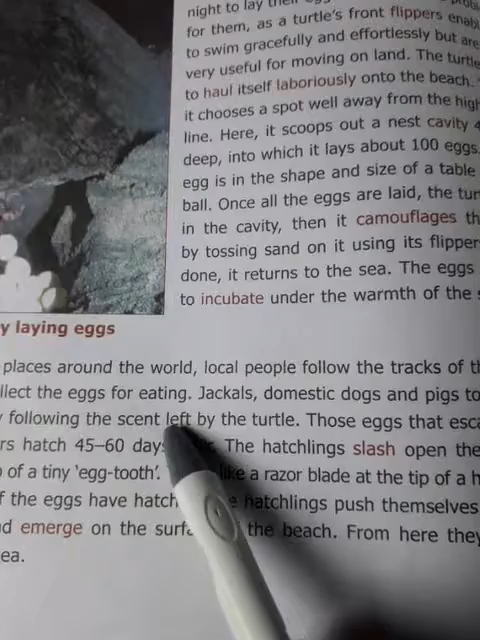 night to lay their
for them, as a turtle's front flippers
to swim gracefully and effortlessly but are
very useful for moving on land. The turtle
to haul itself laboriously onto the beach.
it chooses a spot well away from the high
line. Here, it scoops out a nest cavity
deep, into which it lays about 100 eggs.
egg is in the shape and size of a table
ball. Once all the eggs are laid, the
in the cavity, then it camouflages
by tossing sand on it using its
done, it returns to the sea. The eggs
to incubate under the warmth of the
y laying eggs
places around the world, local people follow the tracks of
llect the eggs for eating. Jackals, domestic dogs and pigs
following the scent left by the turtle. Those eggs that
rs hatch 45–60 days The hatchlings slash open the
of a tiny 'egg-tooth'. like a razor blade at the tip of a
f the eggs have hatch hatchlings push themselves
d emerge on the the beach. From here they
ea.